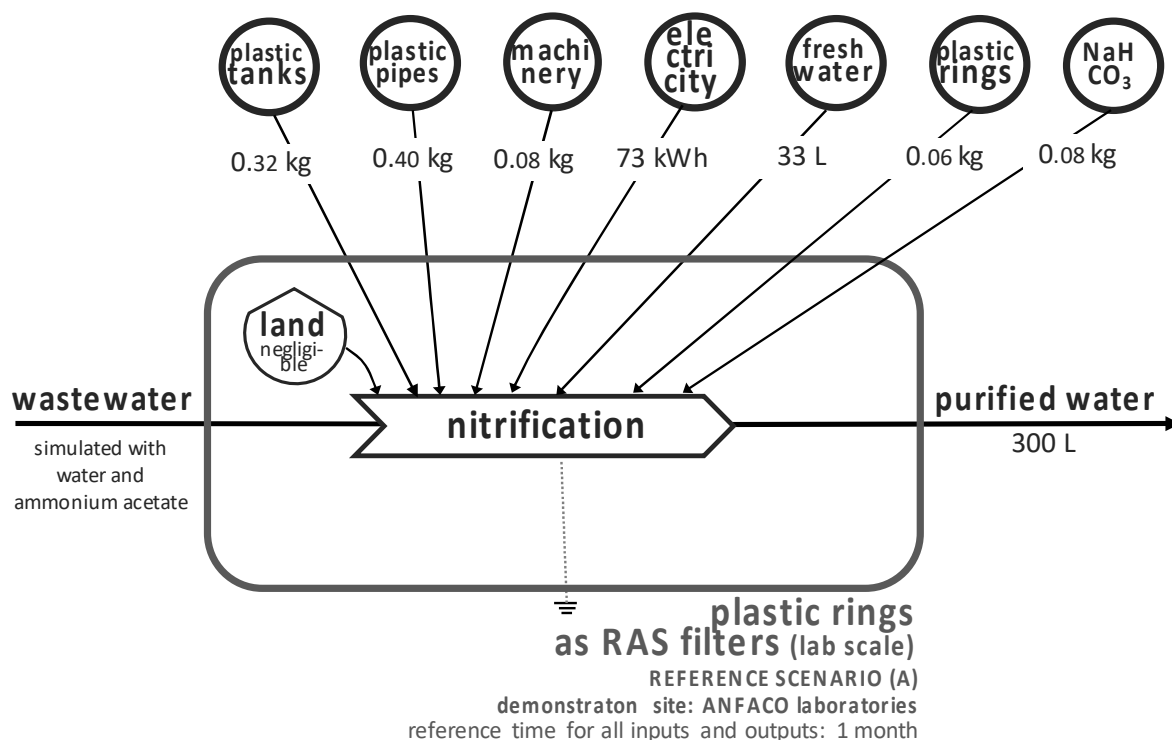 plastic
tanks
plastic
pipes
machi
nery
ele
ctri
city
fresh
water
plastic
rings
NaH
CO₃
0.32 kg
0.40 kg
0.08 kg
73 kWh
33 L
0.06 kg
0.08 kg
land
negligi-
ble
wastewater
simulated with
water and
ammonium acetate
nitrification
purified water
300 L
plastic rings
as RAS filters (lab scale)
REFERENCE SCENARIO (A)
demonstraton site: ANFACO laboratories
reference time for all inputs and outputs: 1 month